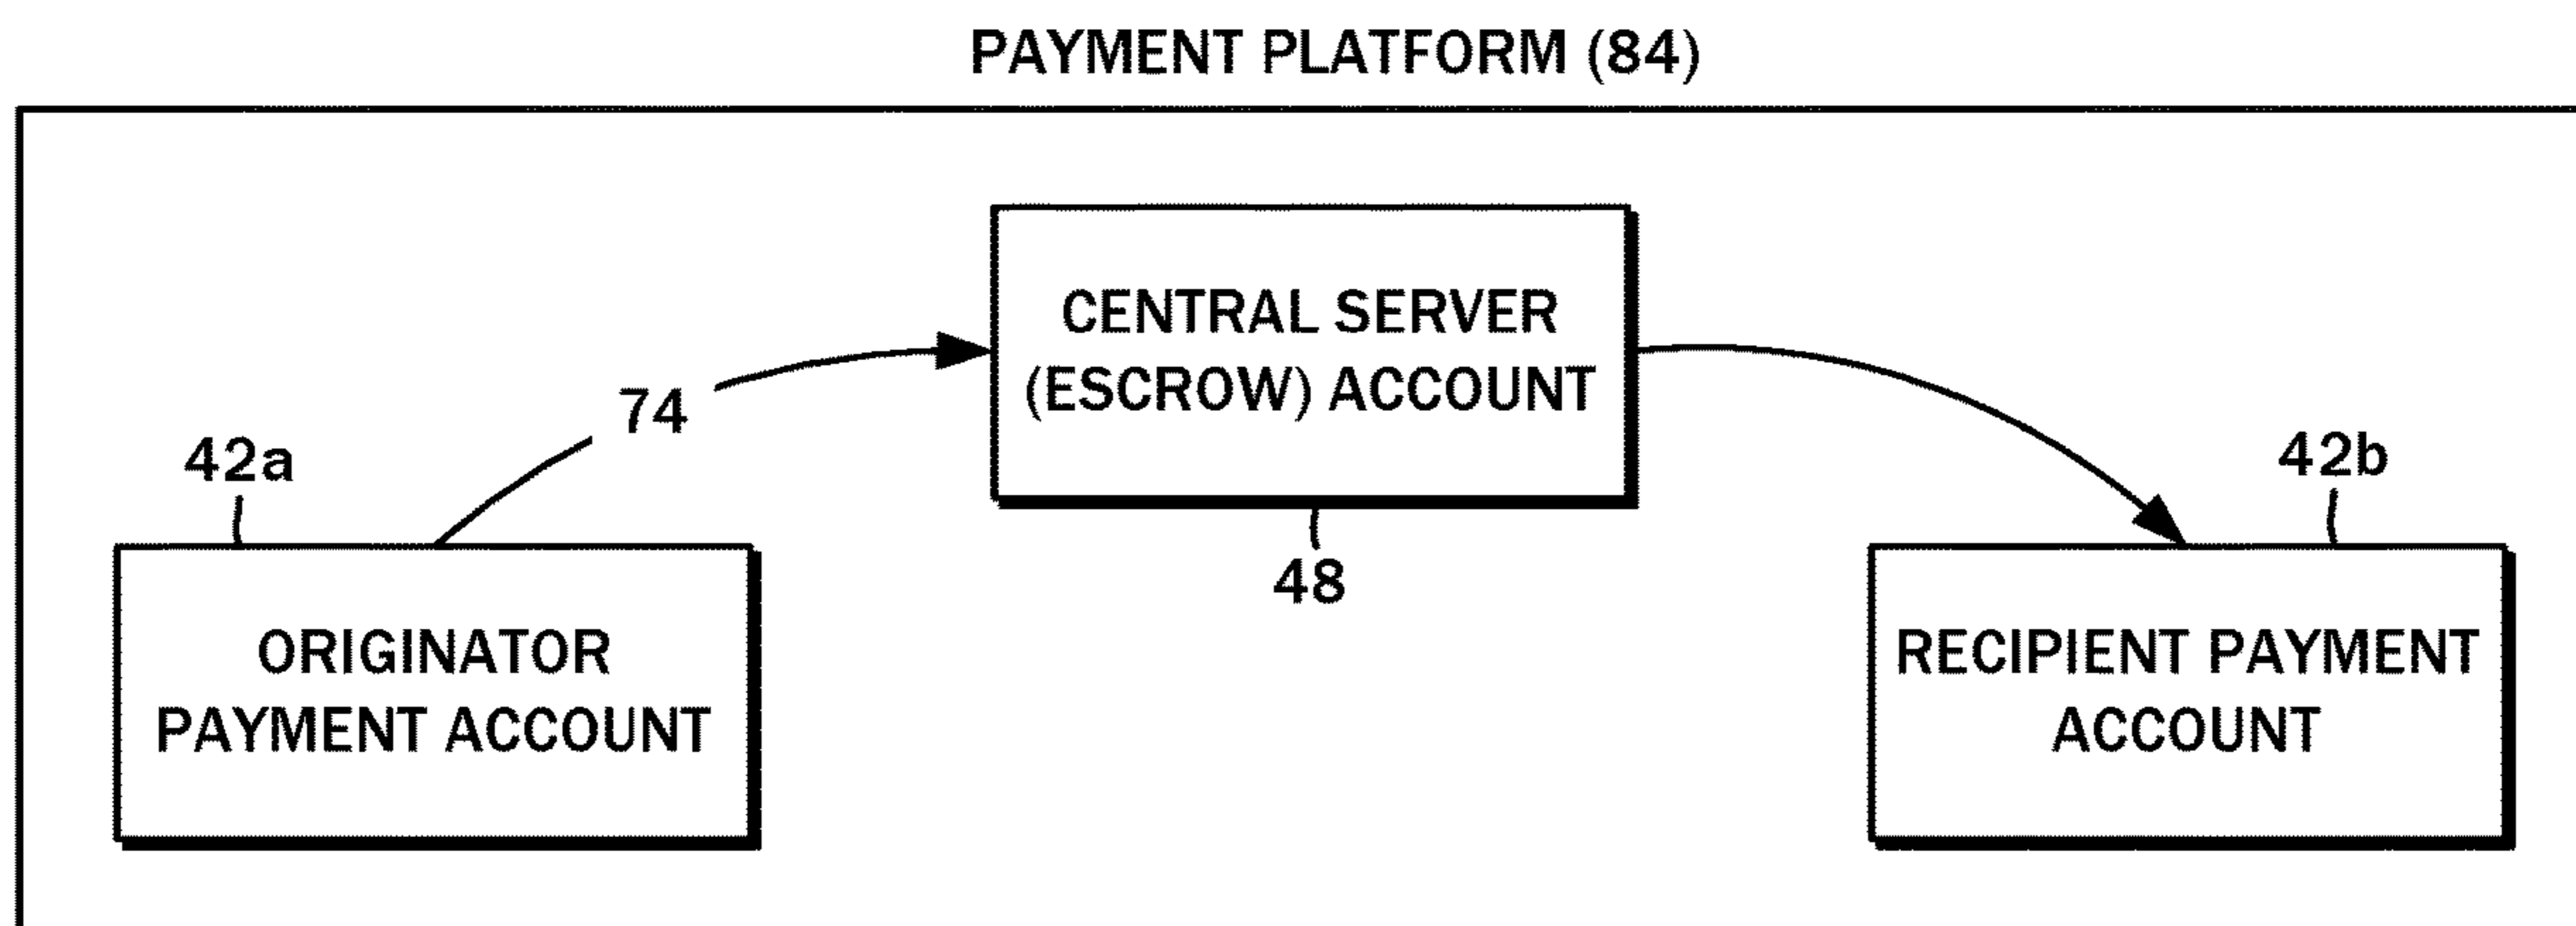 PAYMENT PLATFORM (84)
CENTRAL SERVER
(ESCROW) ACCOUNT
74
42a
42b
48
ORIGINATOR
PAYMENT ACCOUNT
RECIPIENT PAYMENT
ACCOUNT